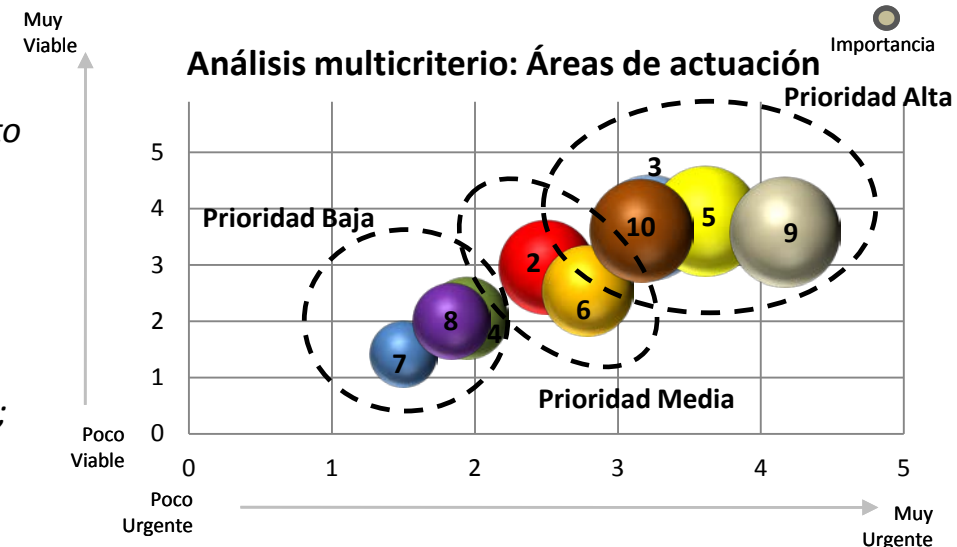 Muy
Viable
Importancia
Análisis multicriterio: Áreas de actuación
Prioridad Alta
to
5
4
3
2
1
0
Prioridad Baja
3
10
5
9
2
6
8
4
7
Prioridad Media
;
Poco
Viable
0 1 2 3 4 5
Poco
Urgente
Muy
Urgente